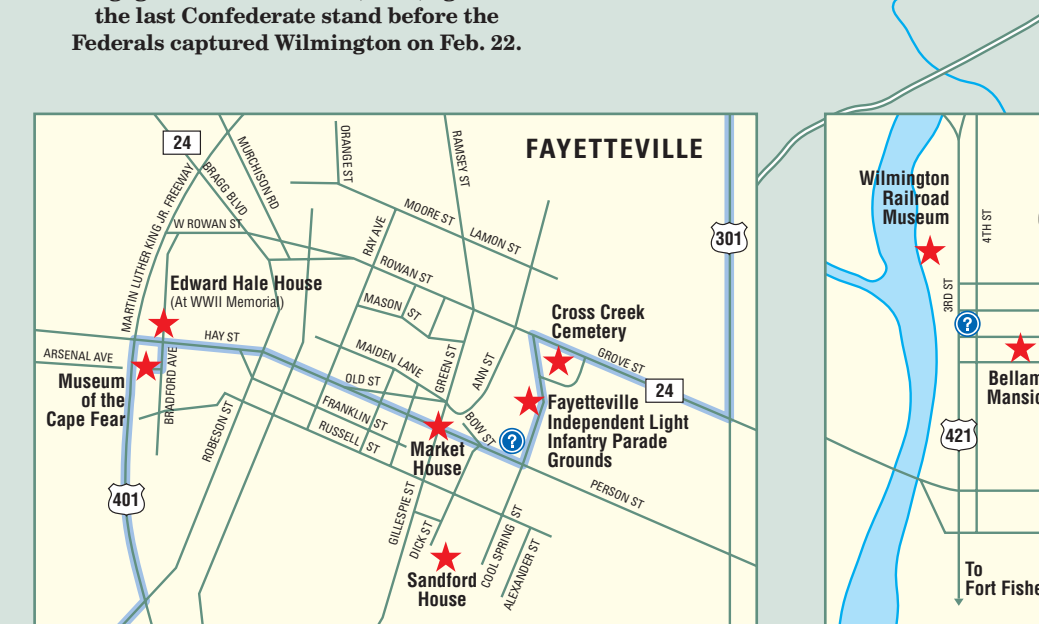 the last Confederate stand before the
Federals captured Wilmington on Feb. 22.
FAYETTEVILLE
24
MURCHISON RD
ORANGE ST
RAMSEY ST
BRAGG BLVD
MARTIN LUTHER KING JR. FREEWAY
W ROWAN ST
MOORE ST
LAMON ST
RAY AVE
ROWAN ST
301
Edward Hale House
(At WWII Memorial)
MASON ST
HAY ST
ARSENAL AVE
BRADFORD AVE
Museum
of the
Cape Fear
MAIDEN LANE
OLD ST
GREEN ST
ANN ST
Cross Creek
Cemetery
GROVE ST
24
Fayetteville
Independent Light
Infantry Parade
Grounds
FRANKLIN ST
RUSSELL ST
BOW ST
?
Market
House
ROBESON ST
401
PERSON ST
GILLESPIE ST
DICK ST
COOL SPRING ST
ALEXANDER ST
Sandford
House
Wilmington
Railroad
Museum
4TH ST
3RD ST
?
421
To